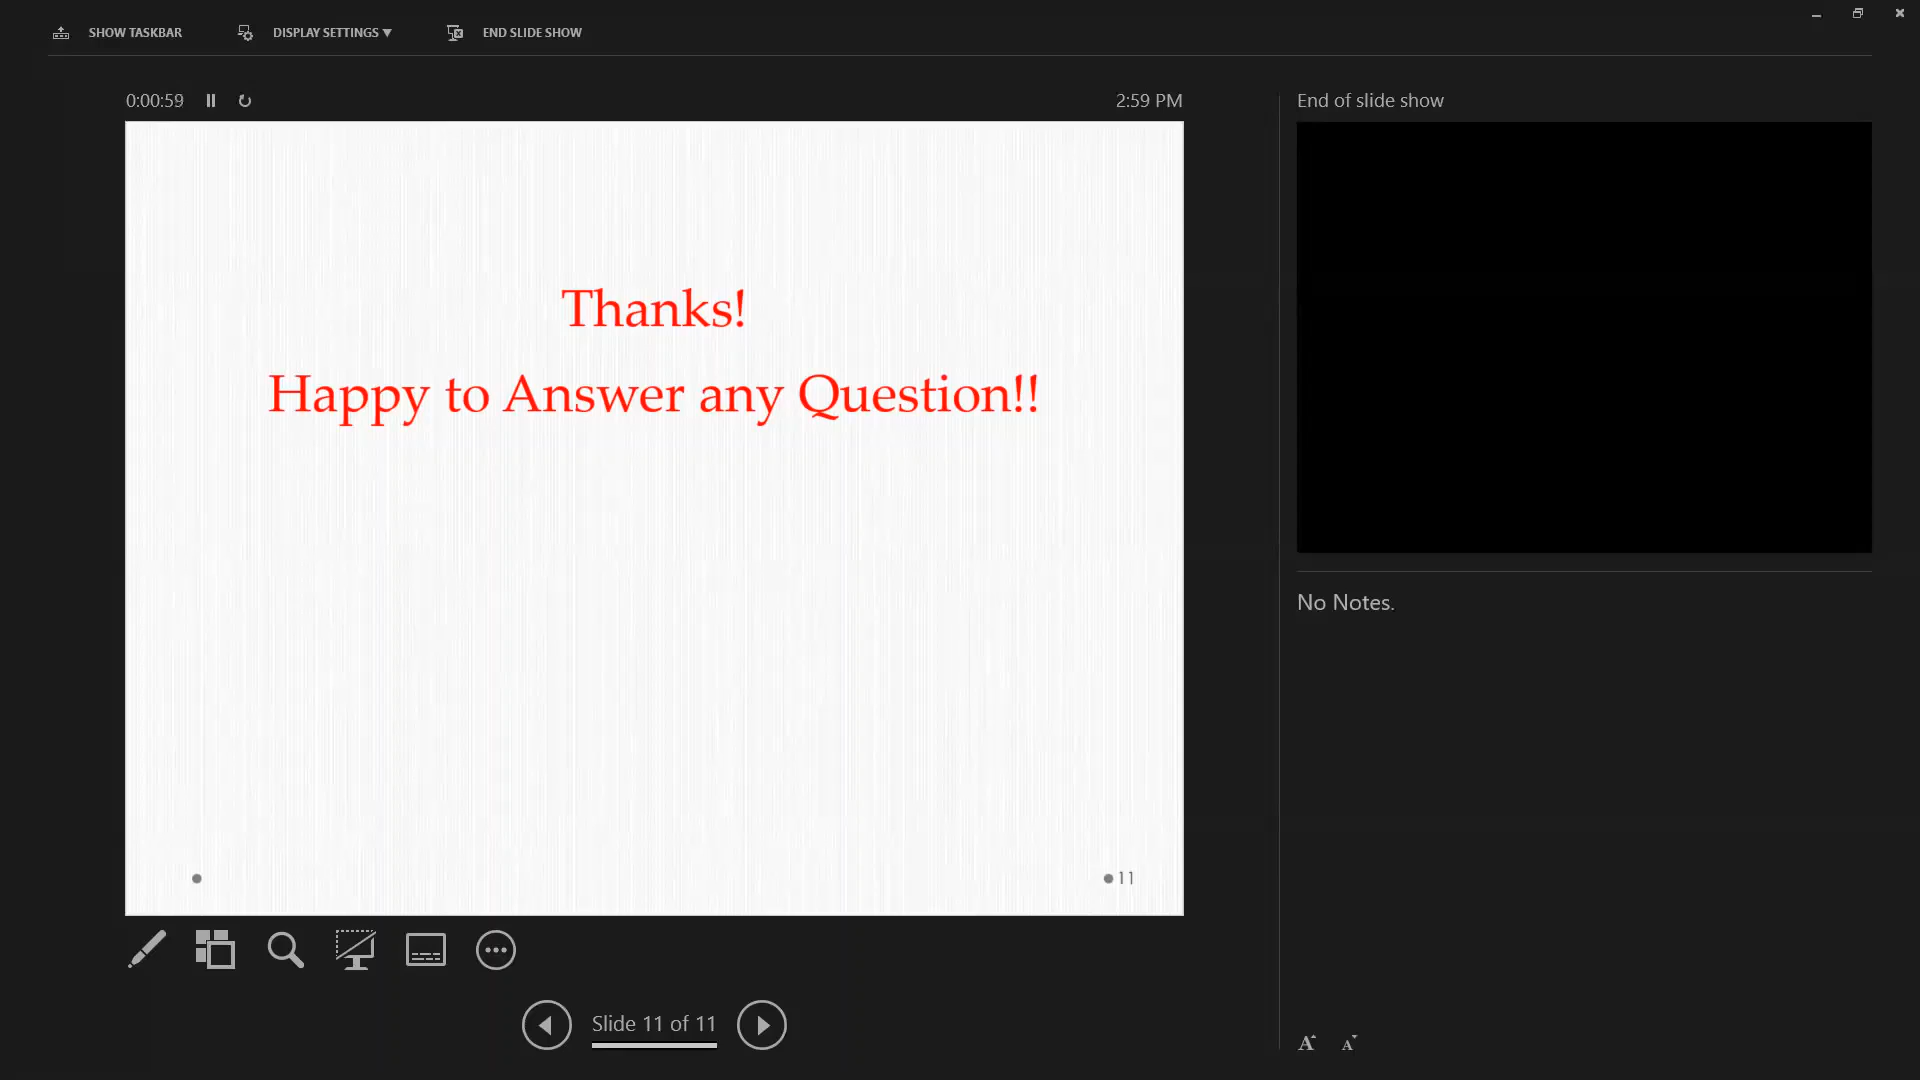 SHOW TASKBAR
DISPLAY SETTINGS ▼
END SLIDE SHOW
0:00:59
2:59 PM
End of slide show
Thanks!
Happy to Answer any Question!!
11
No Notes.
Slide 11 of 11
A
A